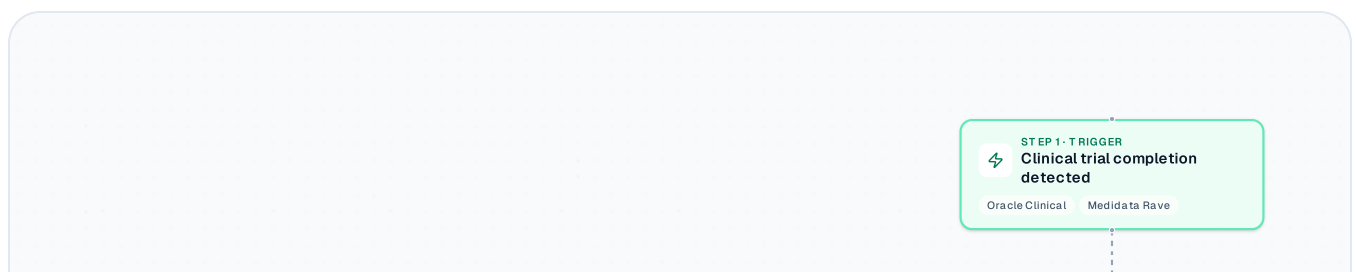 STEP 1 · TRIGGER
Clinical trial completion
detected
Oracle Clinical Medidata Rave